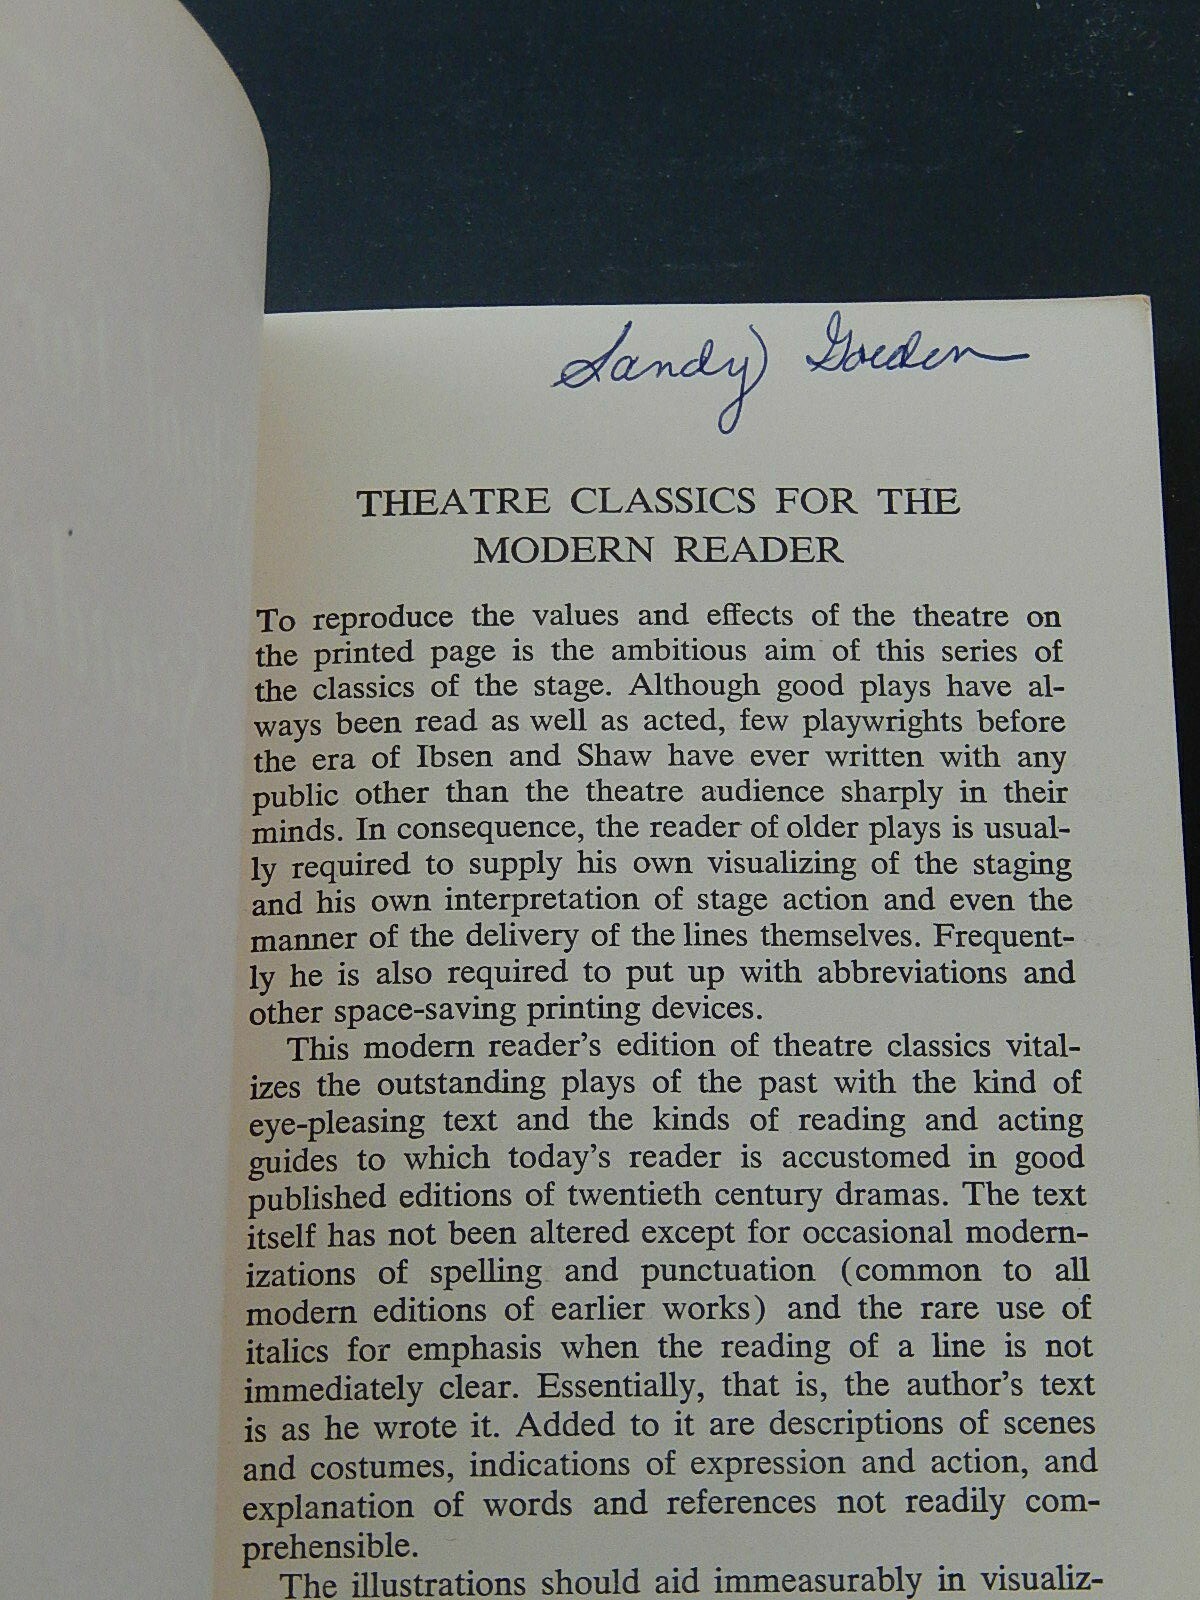 Sandy Goeden
THEATRE CLASSICS FOR THE
MODERN READER
To reproduce the values and effects of the theatre on
the printed page is the ambitious aim of this series of
the classics of the stage. Although good plays have al-
ways been read as well as acted, few playwrights before
the era of Ibsen and Shaw have ever written with any
public other than the theatre audience sharply in their
minds. In consequence, the reader of older plays is usual-
ly required to supply his own visualizing of the staging
and his own interpretation of stage action and even the
manner of the delivery of the lines themselves. Frequent-
ly he is also required to put up with abbreviations and
other space-saving printing devices.
This modern reader's edition of theatre classics vital-
izes the outstanding plays of the past with the kind of
eye-pleasing text and the kinds of reading and acting
guides to which today's reader is accustomed in good
published editions of twentieth century dramas. The text
itself has not been altered except for occasional modern-
izations of spelling and punctuation (common to all
modern editions of earlier works) and the rare use of
italics for emphasis when the reading of a line is not
immediately clear. Essentially, that is, the author's text
is as he wrote it. Added to it are descriptions of scenes
and costumes, indications of expression and action, and
explanation of words and references not readily com-
prehensible.
The illustrations should aid immeasurably in visualiz-